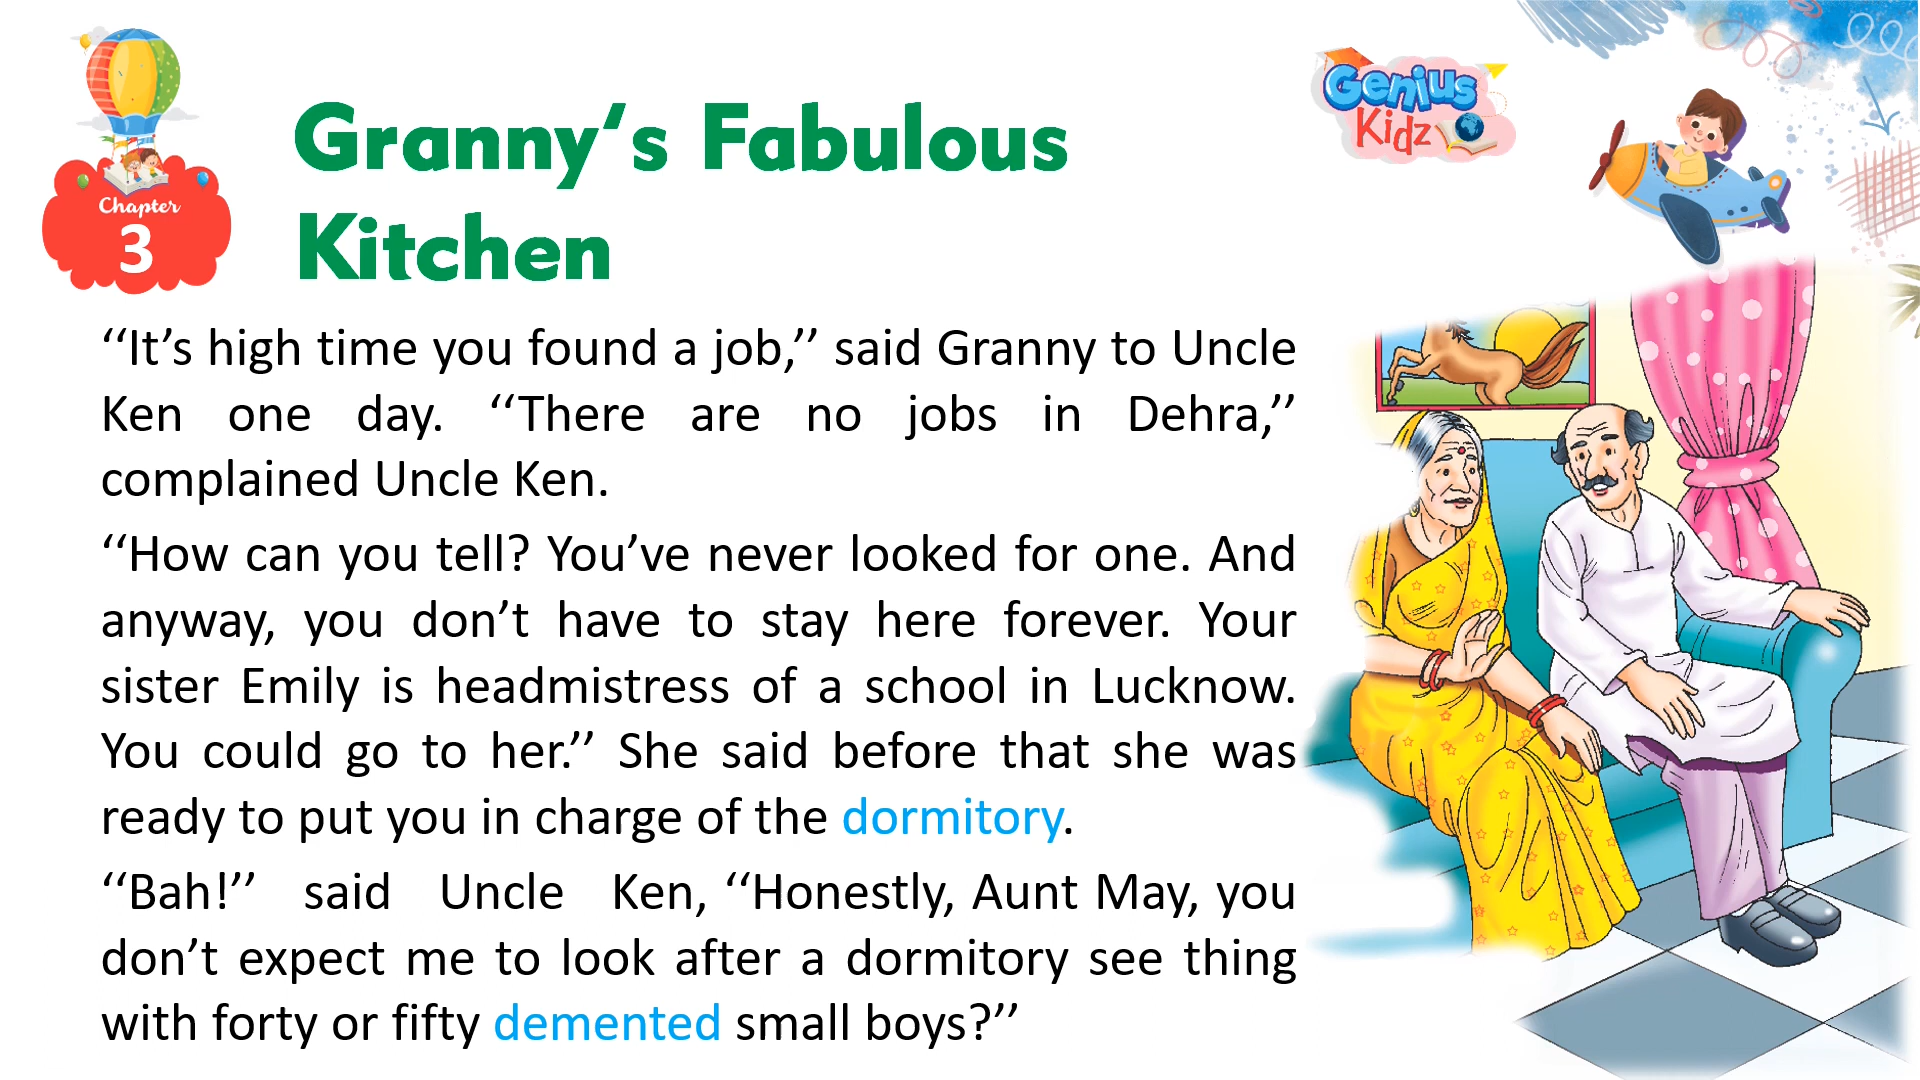 Chapter
3
Granny‘s Fabulous
Kitchen
Genius
Kidz
‘‘It’s high time you found a job,’’ said Granny to Uncle
Ken one day. ‘‘There are no jobs in Dehra,’’
complained Uncle Ken.
‘‘How can you tell? You’ve never looked for one. And
anyway, you don’t have to stay here forever. Your
sister Emily is headmistress of a school in Lucknow.
You could go to her.’’ She said before that she was
ready to put you in charge of the dormitory.
‘‘Bah!’’ said Uncle Ken, ‘‘Honestly, Aunt May, you
don’t expect me to look after a dormitory see thing
with forty or fifty demented small boys?’’